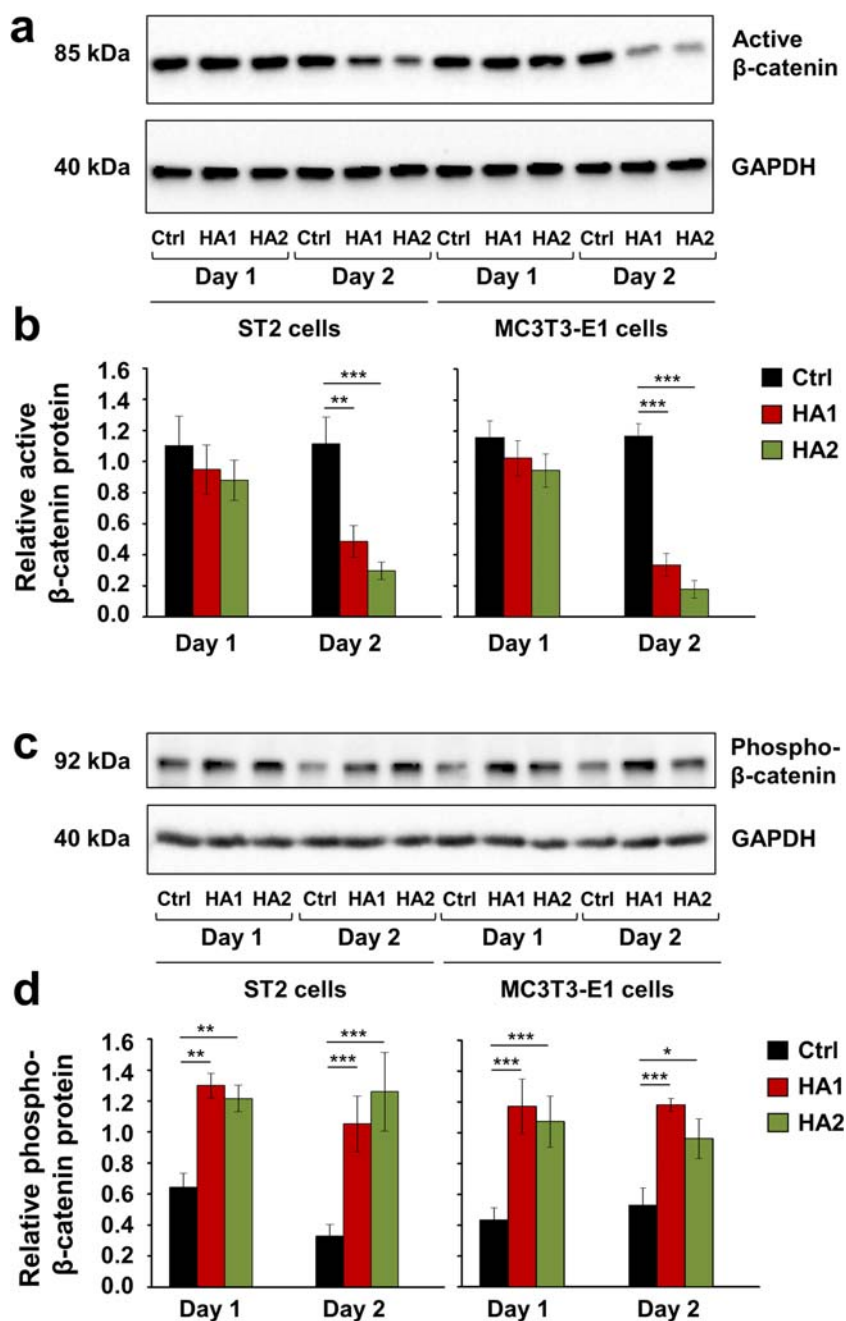 a
85 kDa
Active
β-catenin
40 kDa
GAPDH
Ctrl HA1 HA2 Ctrl HA1 HA2 Ctrl HA1 HA2 Ctrl HA1 HA2
Day 1 Day 2 Day 1 Day 2
ST2 cells MC3T3-E1 cells
b
Relative active
β-catenin protein
1.6
1.4
1.2
1.0
0.8
0.6
0.4
0.2
0.0
***
**
***
***
Ctrl
HA1
HA2
Day 1 Day 2 Day 1 Day 2
c
92 kDa
Phospho-
β-catenin
40 kDa
GAPDH
Ctrl HA1 HA2 Ctrl HA1 HA2 Ctrl HA1 HA2 Ctrl HA1 HA2
Day 1 Day 2 Day 1 Day 2
ST2 cells MC3T3-E1 cells
d
Relative phospho-
β-catenin protein
1.6
1.4
1.2
1.0
0.8
0.6
0.4
0.2
0.0
**
**
***
***
***
***
*
***
Ctrl
HA1
HA2
Day 1 Day 2 Day 1 Day 2